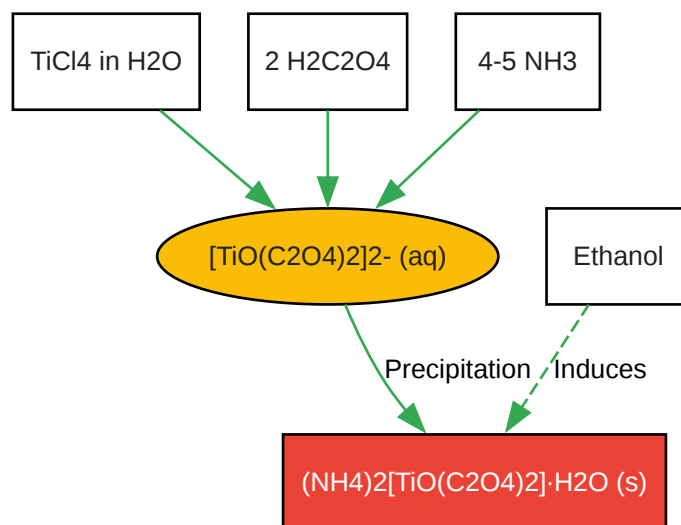 TiCl4 in H2O
2 H2C2O4
4-5 NH3
[TiO(C2O4)2]2- (aq)
Ethanol
Precipitation
Induces
(NH4)2[TiO(C2O4)2]·H2O (s)